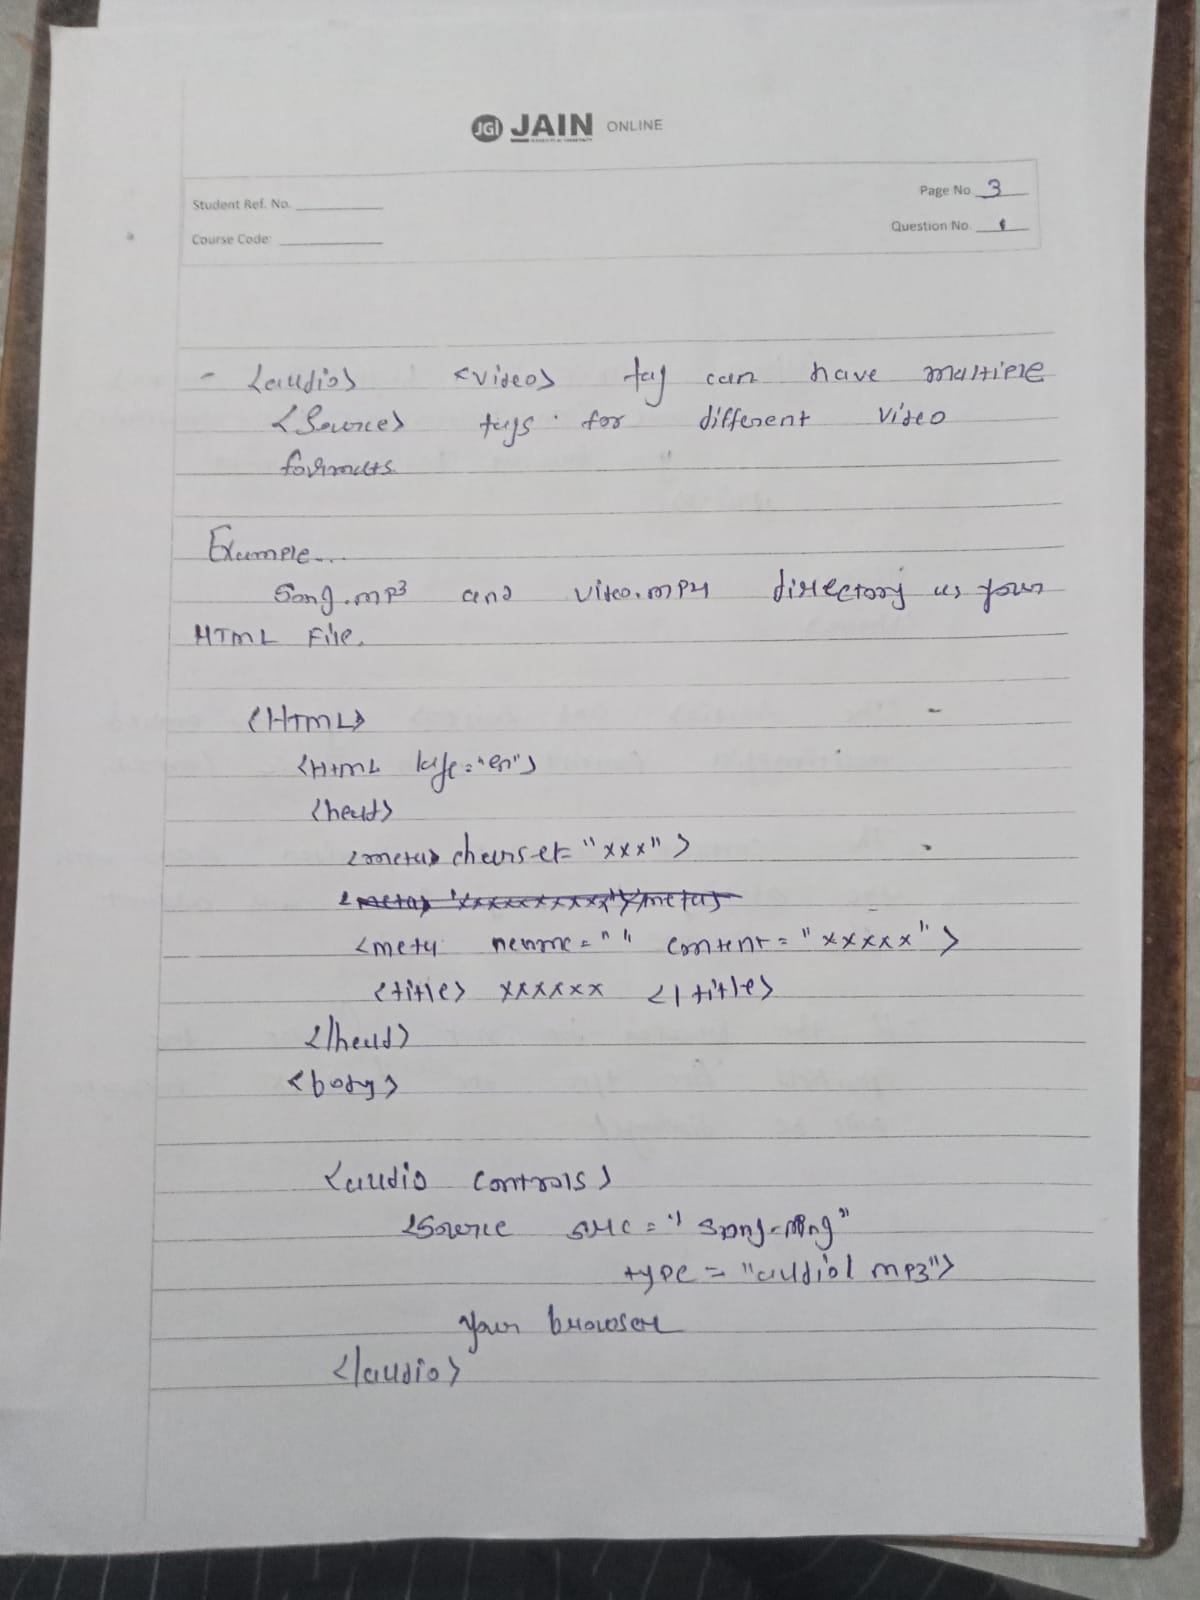 JGI JAIN ONLINE
Student Ref. No.
Page No. 3
Course Code:
Question No. 1
- <audio> <video> tag can have multiple
<Source> tags for different video
formats.
Example...
Song.mp3 and video.mp4 directory as your
HTML File.
<HTML>
<HTML ="en">
<head>
<meta> charset="xxx">
<meta name=" " content="xxxxx">
<title> xxxxxx </title>
</head>
<body>
<audio controls>
<Source src="
type="audio/ mp3">
Your browser
</audio>